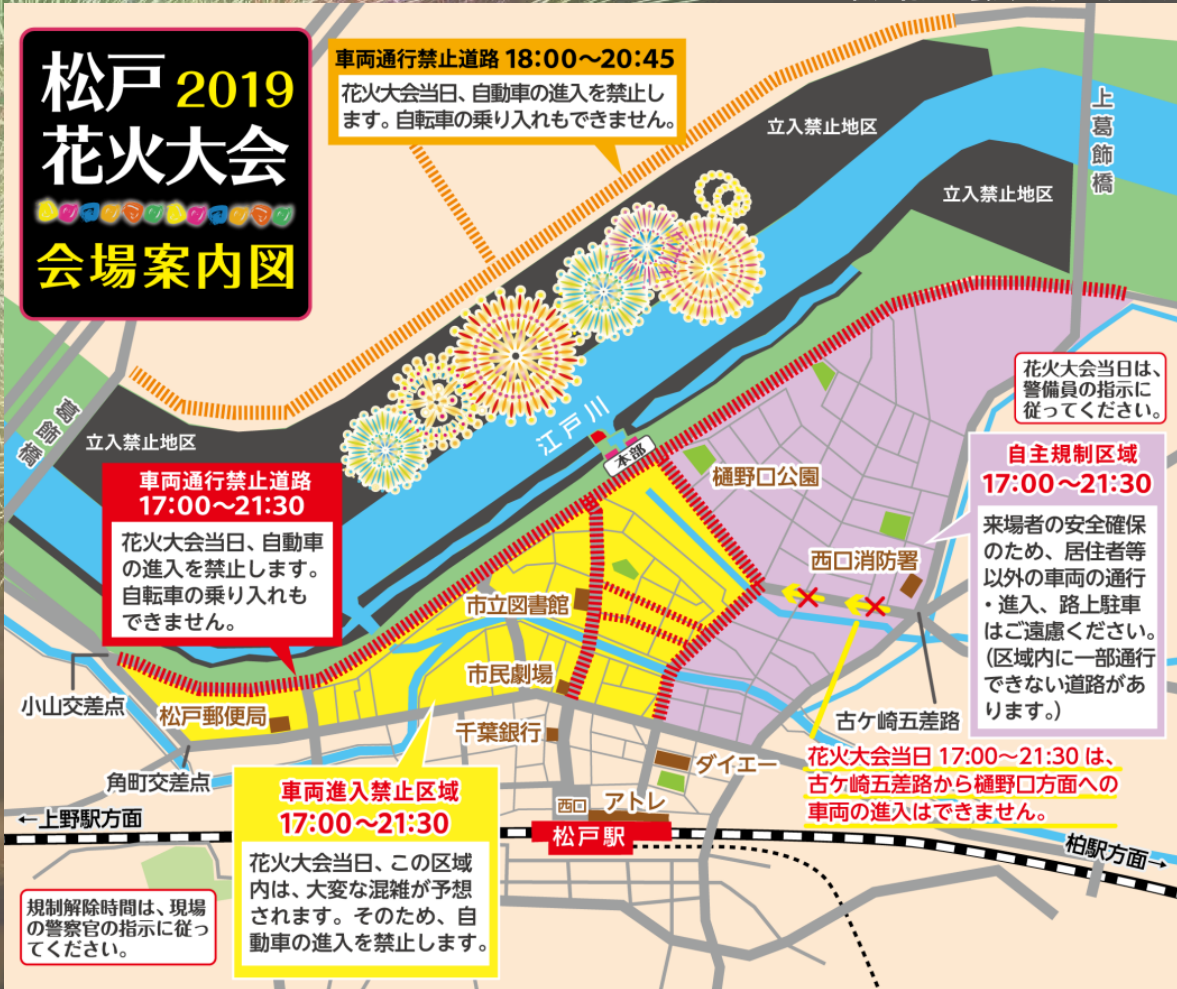 松戸 2019
花火大会
会場案内図
車両通行禁止道路 18:00〜20:45
花火大会当日、自動車の進入を禁止し
ます。自転車の乗り入れもできません。
立入禁止地区
上葛飾橋
立入禁止地区
葛飾橋
立入禁止地区
江戸川
本部
花火大会当日は、
警備員の指示に
従ってください。
車両通行禁止道路
17:00〜21:30
花火大会当日、自動車
の進入を禁止します。
自転車の乗り入れも
できません。
樋野口公園
自主規制区域
17:00〜21:30
来場者の安全確保
のため、居住者等
以外の車両の通行
・進入、路上駐車
はご遠慮ください。
(区域内に一部通行
できない道路があ
ります。)
西口消防署
市立図書館
市民劇場
小山交差点
松戸郵便局
千葉銀行
古ケ崎五差路
ダイエー
角町交差点
花火大会当日 17:00〜21:30 は、
古ケ崎五差路から樋野口方面への
車両の進入はできません。
車両進入禁止区域
17:00〜21:30
花火大会当日、この区域
内は、大変な混雑が予想
されます。そのため、自
動車の進入を禁止します。
西口
アトレ
←上野駅方面
松戸駅
柏駅方面→
規制解除時間は、現場
の警察官の指示に従っ
てください。